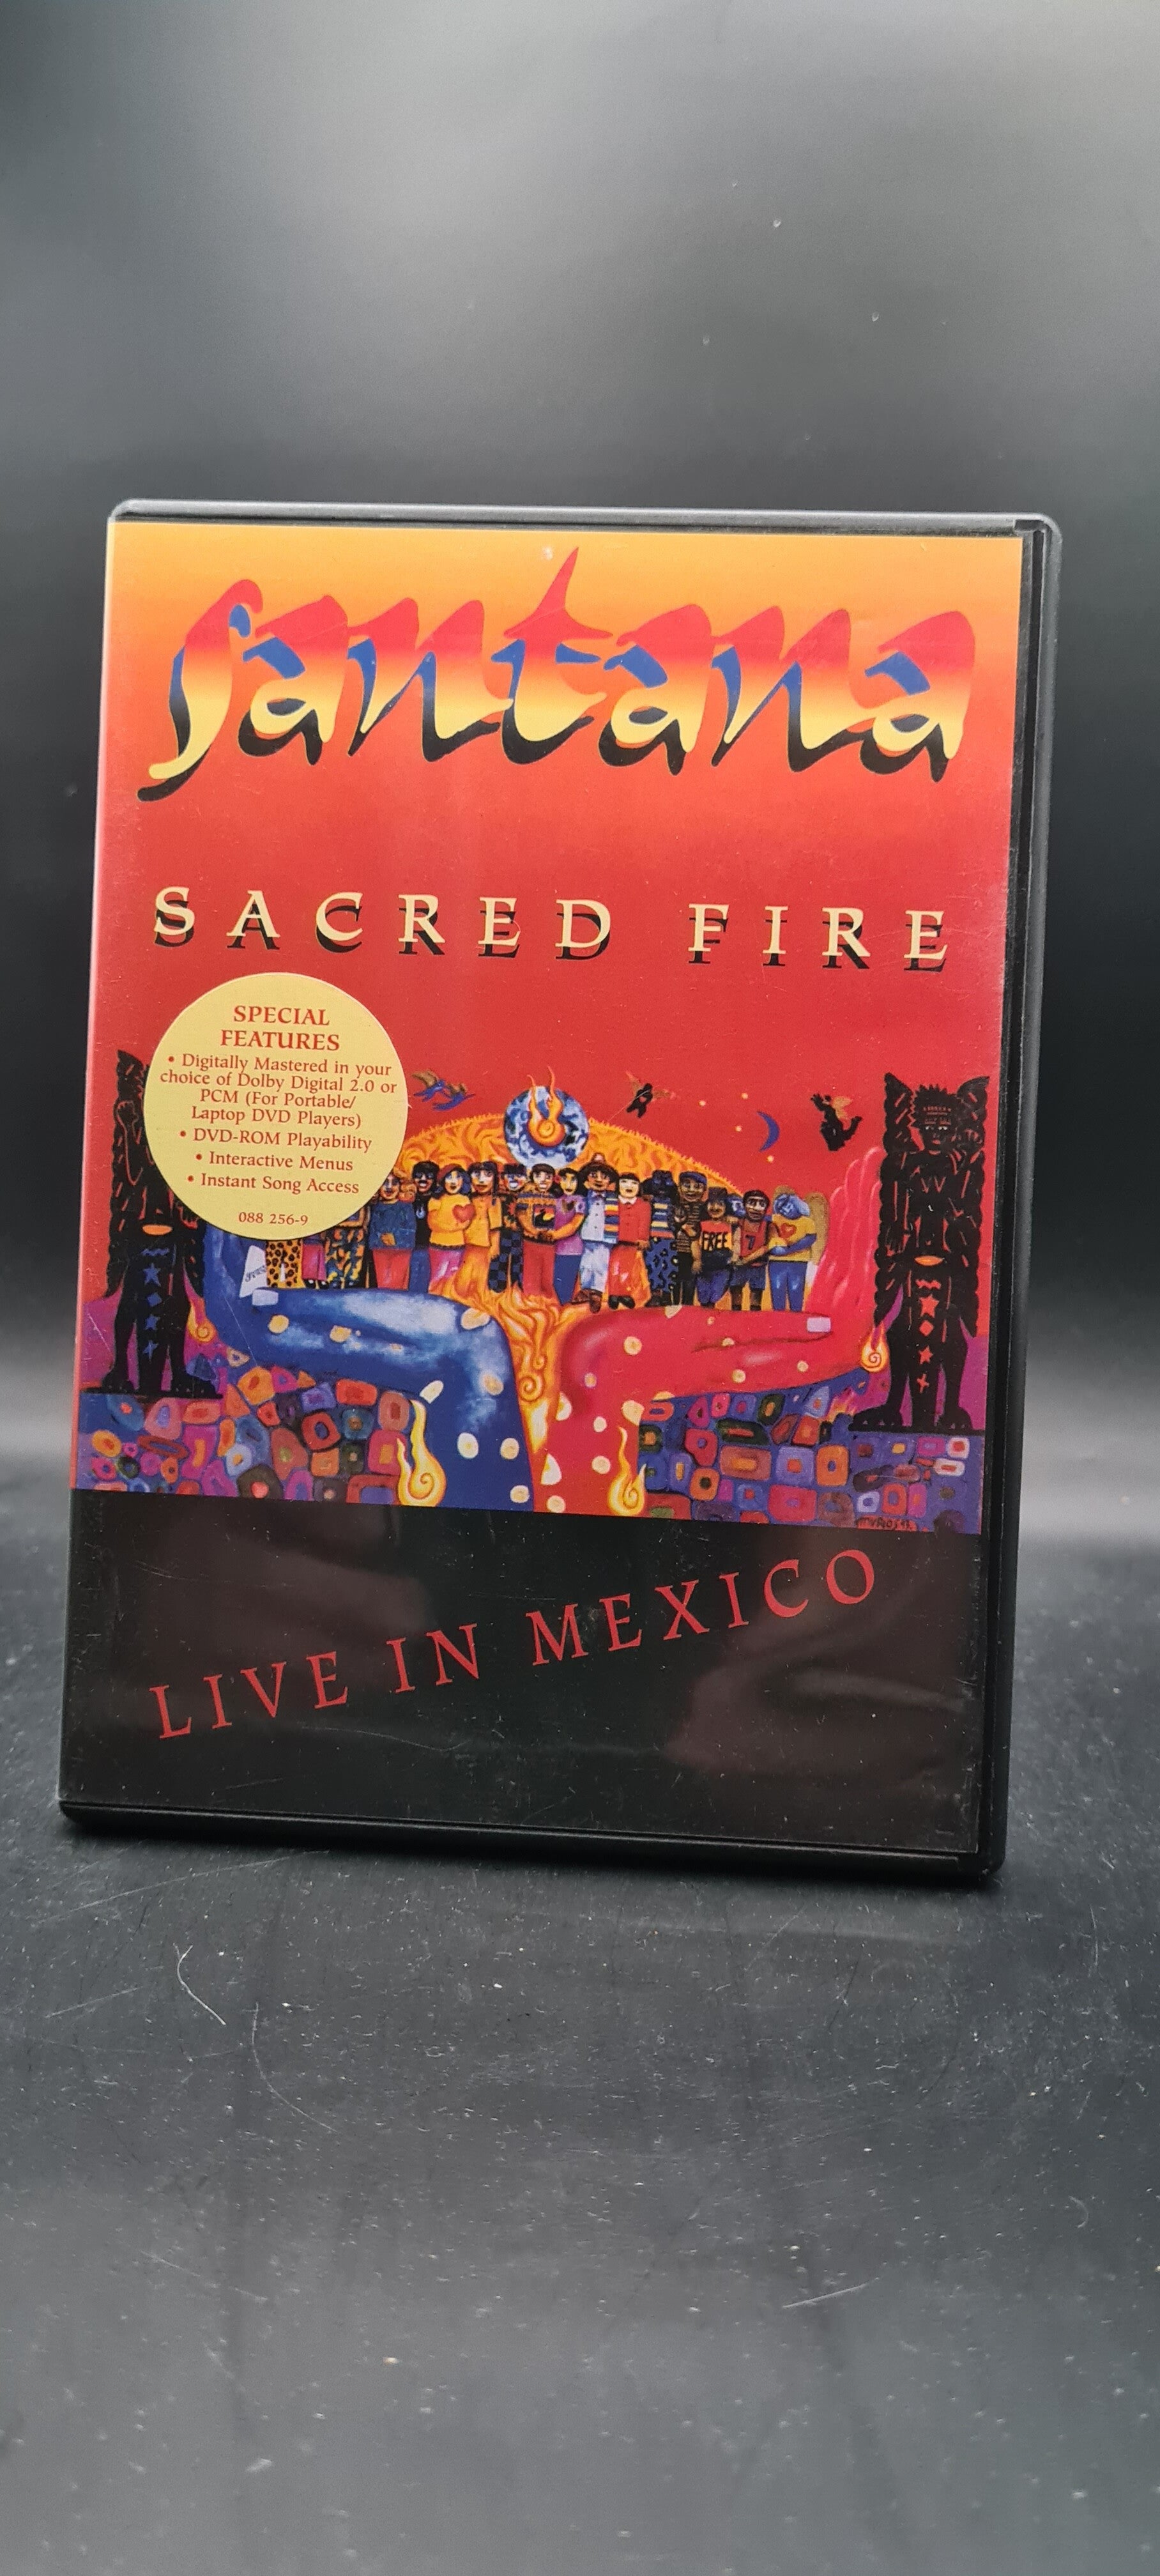 Santana
SACRED FIRE
SPECIAL
FEATURES
• Digitally Mastered in your
choice of Dolby Digital 2.0 or
PCM (For Portable/
Laptop DVD Players)
• DVD-ROM Playability
• Interactive Menus
• Instant Song Access
088 256-9
FREE
7
LIVE IN MEXICO